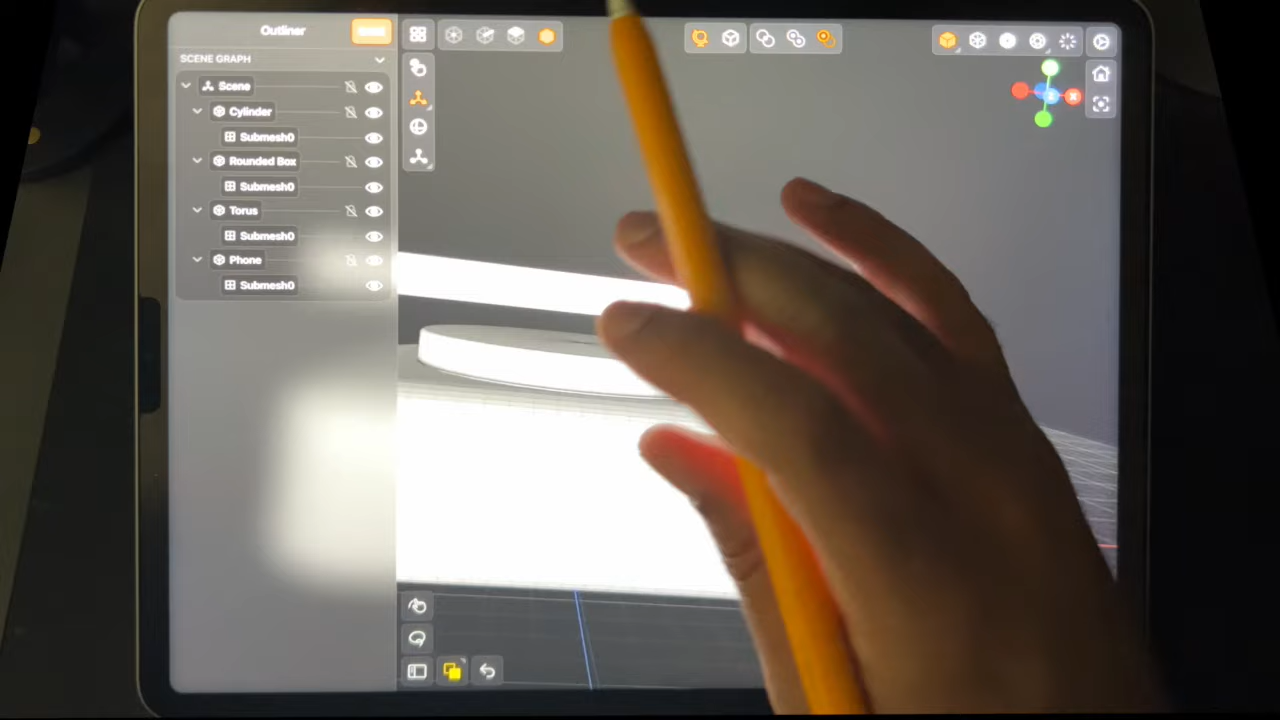 Outliner
SCENE GRAPH
Scene
Cylinder
Submesh0
Rounded Box
Submesh0
Torus
Submesh0
Phone
Submesh0
X